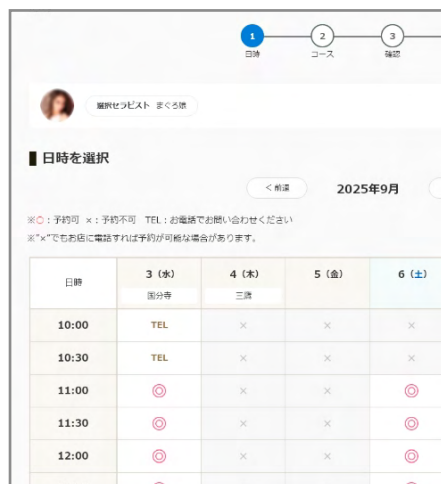 1 2 3
日時 コース 確認
選択セラピスト まぐろ娘
日時を選択
< 前週 2025年9月
※◎：予約可 ×：予約不可 TEL：お電話でお問い合わせください
※"×"でもお店に電話すれば予約が可能な場合があります。
日時 3（水） 4（木） 5（金） 6（土）
国分寺 三鷹
10:00 TEL × × ×
10:30 TEL × × ×
11:00 ◎ × × ◎
11:30 ◎ × × ◎
12:00 ◎ × × ◎